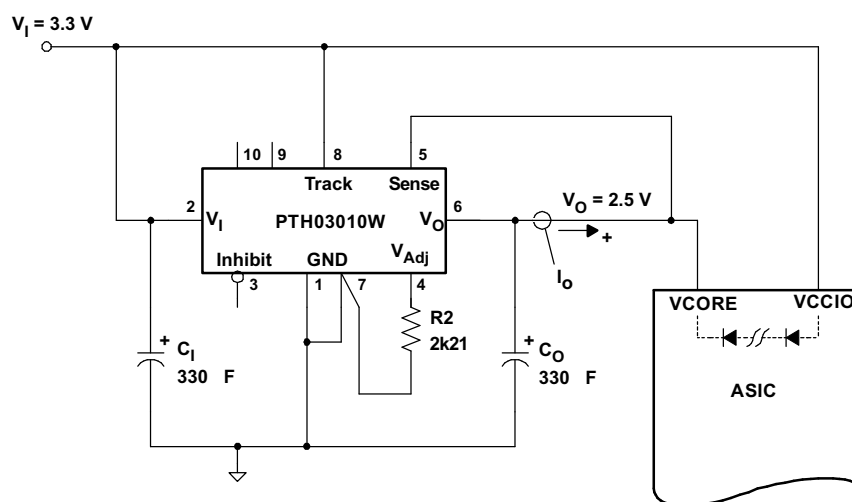 V_I = 3.3 V
10 9 8 5
Track Sense
2 V_I PTH03010W V_O 6
V_O = 2.5 V
+
I_o
Inhibit GND V_Adj
3 1 7 4
R2
2k21
+ C_I
330 F
+ C_O
330 F
VCORE VCCIO
ASIC